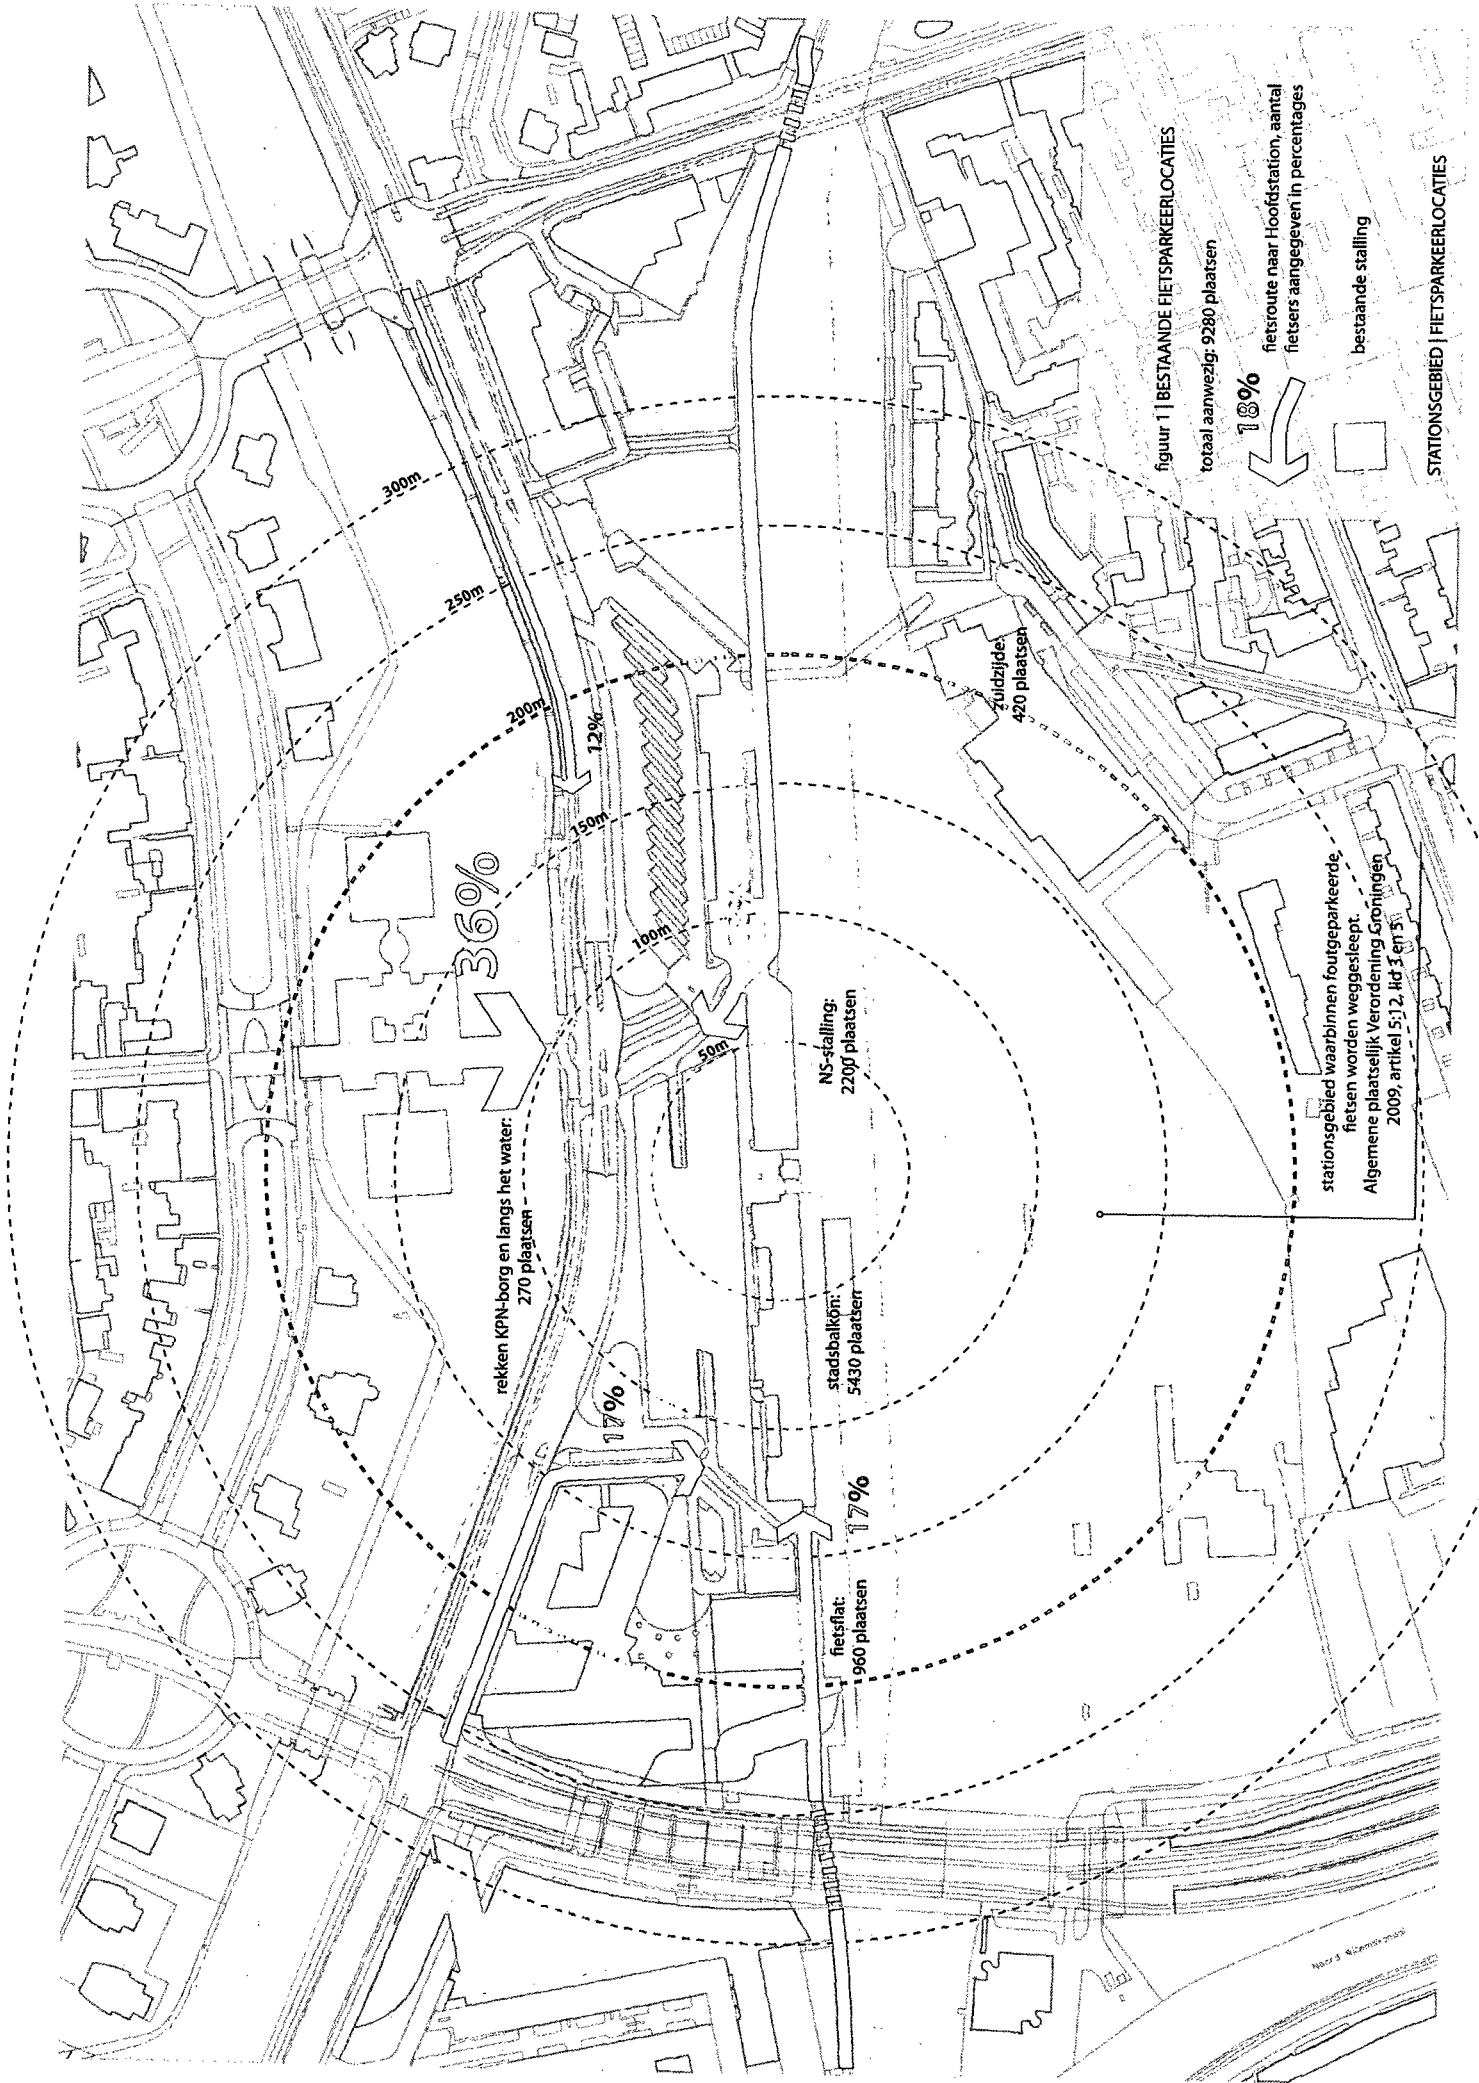 300m
250m
200m
12%
150m
36%
100m
50m
NS-stalling:
2200 plaatsen
zuidzijde:
420 plaatsen
rekken KPN-borg en langs het water:
270 plaatsen
17%
stadsbalkon:
5430 plaatsen
17%
fietsflat:
960 plaatsen
stationsgebied waarbinnen foutgeparkeerde
fietsen worden weggesleept.
Algemene plaatselijk Verordening Groningen
2009, artikel 5:12, lid 3 en 5
figuur 1 | BESTAANDE FIETSPARKEERLOCATIES
totaal aanwezig: 9280 plaatsen
18%
fietsroute naar Hoofdstation, aantal
fietsers aangegeven in percentages
bestaande stalling
STATIONSGEBIED | FIETSPARKEERLOCATIES